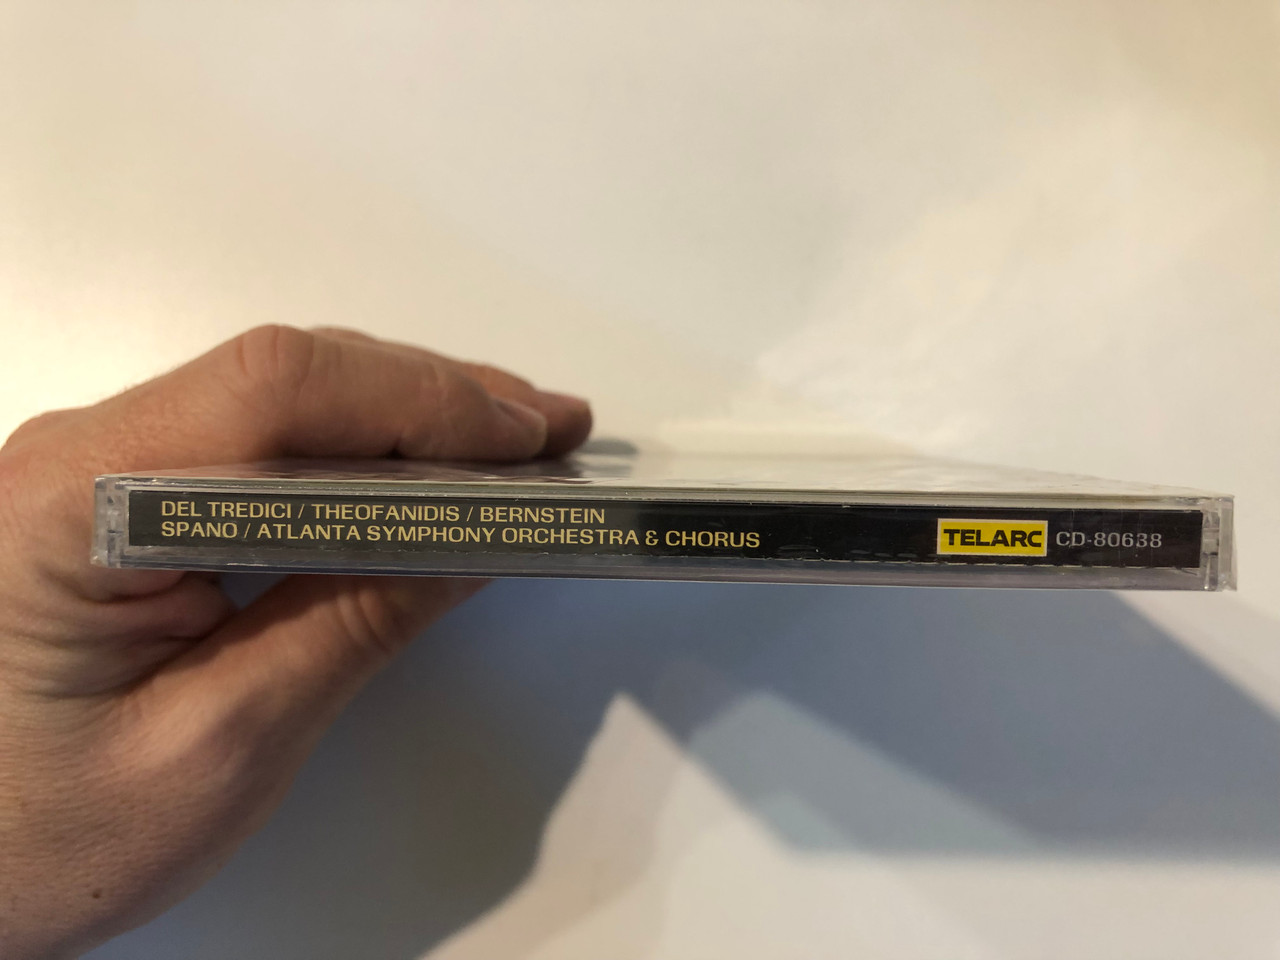 DEL TREDICI / THEOFANIDIS / BERNSTEIN
SPANO / ATLANTA SYMPHONY ORCHESTRA & CHORUS
TELARC CD-80638